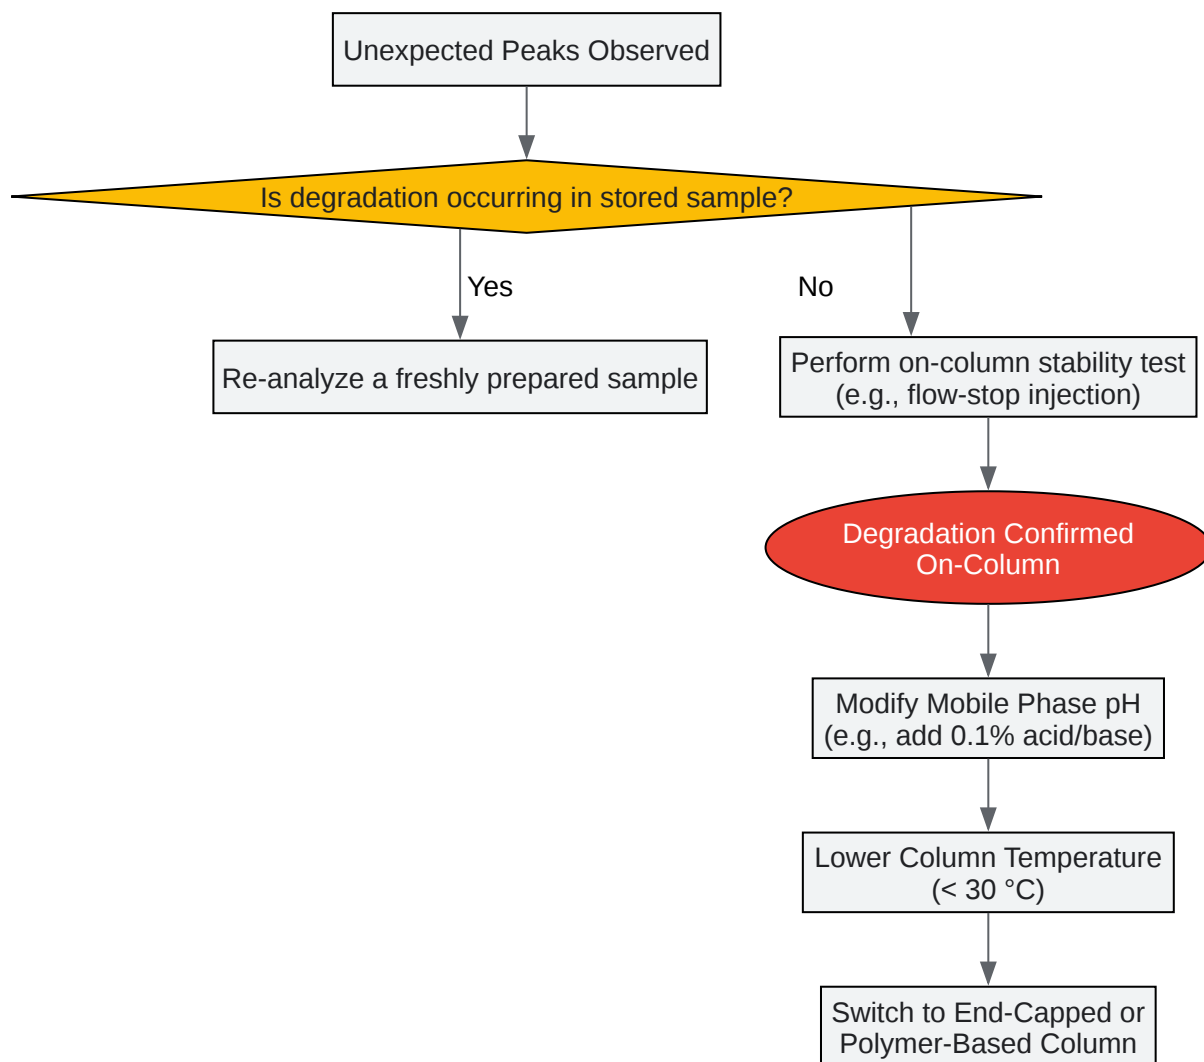 Unexpected Peaks Observed
Is degradation occurring in stored sample?
Yes
No
Re-analyze a freshly prepared sample
Perform on-column stability test
(e.g., flow-stop injection)
Degradation Confirmed
On-Column
Modify Mobile Phase pH
(e.g., add 0.1% acid/base)
Lower Column Temperature
(< 30 °C)
Switch to End-Capped or
Polymer-Based Column